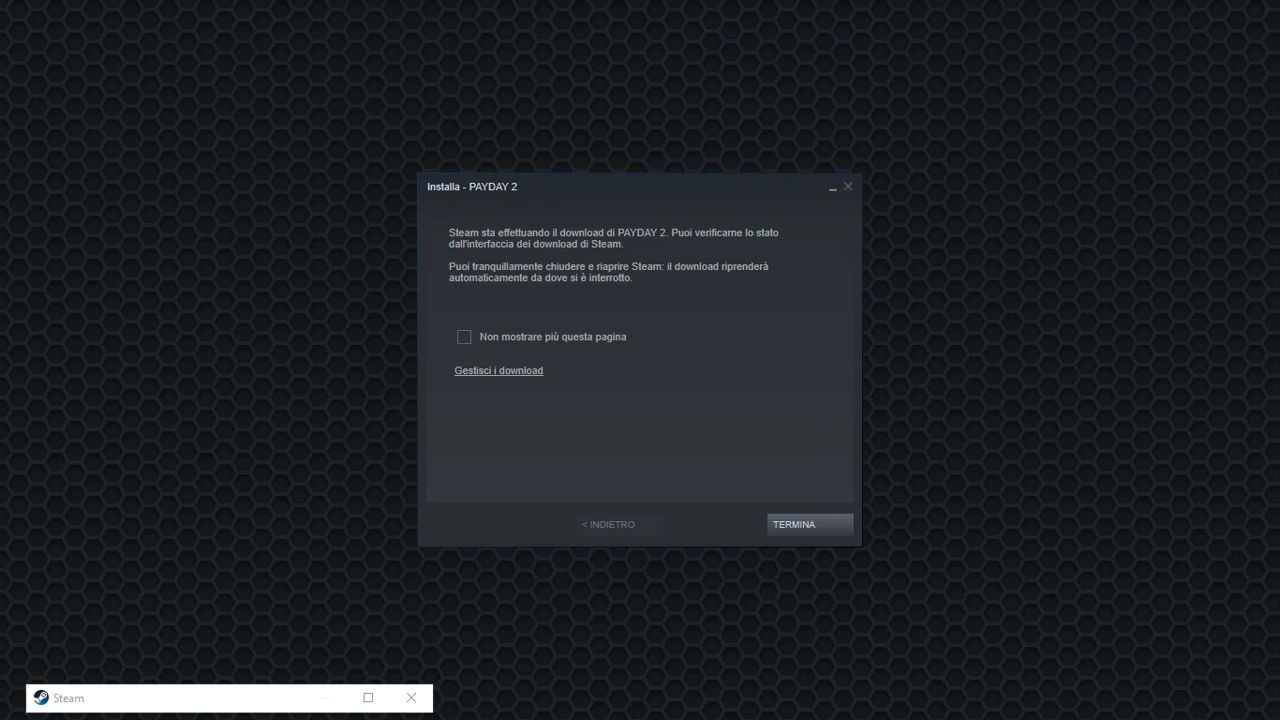 Installa - PAYDAY 2
Steam sta effettuando il download di PAYDAY 2. Puoi verificarne lo stato
dall'interfaccia dei download di Steam.
Puoi tranquillamente chiudere e riaprire Steam: il download riprenderà
automaticamente da dove si è interrotto.
Non mostrare più questa pagina
Gestisci i download
< INDIETRO
TERMINA
Steam